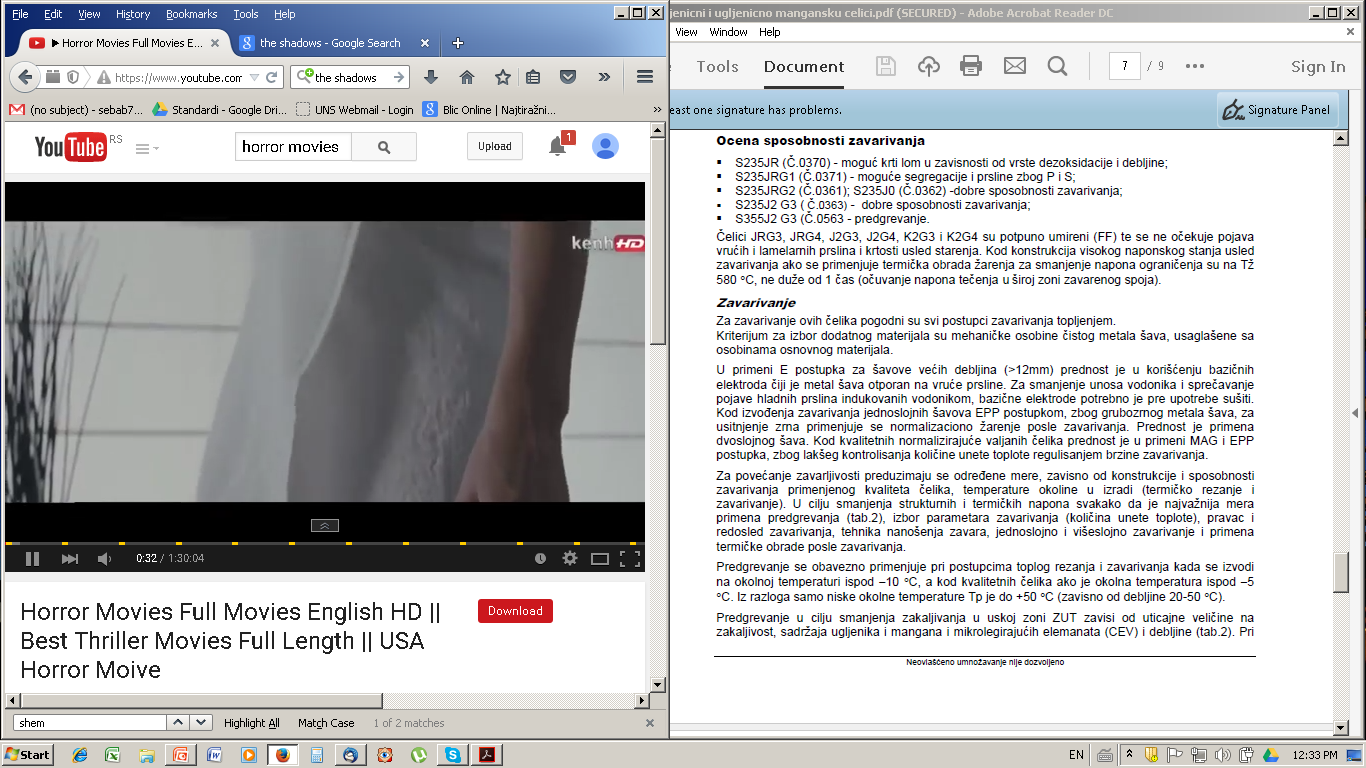 File Edit View History Bookmarks Tools Help
Horror Movies Full Movies E...
the shadows - Google Search
https://www.youtube.com
the shadows
(no subject) - sebab7...
Standardi - Google Dri...
UNS Webmail - Login
Blic Online | Najtiražni...
You Tube RS
horror movies
Upload
1
kenh HD
0:32 / 1:30:04
Horror Movies Full Movies English HD ||
Best Thriller Movies Full Length || USA
Horror Moive
Download
shem
Highlight All
Match Case
1 of 2 matches
jenicni i ugljenicno mangansku celici.pdf (SECURED) - Adobe Acrobat Reader DC
View Window Help
Tools Document 7 / 9 Sign In
east one signature has problems.
Signature Panel
Ocena sposobnosti zavarivanja
S235JR (Č.0370) - moguć krti lom u zavisnosti od vrste dezoksidacije i debljine;
S235JRG1 (Č.0371) - moguće segregacije i prsline zbog P i S;
S235JRG2 (Č.0361); S235J0 (Č.0362) -dobre sposobnosti zavarivanja;
S235J2 G3 ( Č.0363) - dobre sposobnosti zavarivanja;
S355J2 G3 (Č.0563 - predgrevanje.
Čelici JRG3, JRG4, J2G3, J2G4, K2G3 i K2G4 su potpuno umireni (FF) te se ne očekuje pojava
vrućih i lamelarnih prslina i krtosti usled starenja. Kod konstrukcija visokog naponskog stanja usled
zavarivanja ako se primenjuje termička obrada žarenja za smanjenje napona ograničenja su na Tž
580 °C, ne duže od 1 čas (očuvanje napona tečenja u široj zoni zavarenog spoja).
Zavarivanje
Za zavarivanje ovih čelika pogodni su svi postupci zavarivanja topljenjem.
Kriterijum za izbor dodatnog materijala su mehaničke osobine čistog metala šava, usaglašene sa
osobinama osnovnog materijala.
U primeni E postupka za šavove većih debljina (>12mm) prednost je u korišćenju bazičnih
elektroda čiji je metal šava otporan na vruće prsline. Za smanjenje unosa vodonika i sprečavanje
pojave hladnih prslina indukovanih vodonikom, bazične elektrode potrebno je pre upotrebe sušiti.
Kod izvođenja zavarivanja jednoslojnih šavova EPP postupkom, zbog grubozrnog metala šava, za
usitnjenje zrna primenjuje se normalizaciono žarenje posle zavarivanja. Prednost je primena
dvoslojnog šava. Kod kvalitetnih normalizirajuće valjanih čelika prednost je u primeni MAG i EPP
postupka, zbog lakšeg kontrolisanja količine unete toplote regulisanjem brzine zavarivanja.
Za povećanje zavarljivosti preduzimaju se određene mere, zavisno od konstrukcije i sposobnosti
zavarivanja primenjenog kvaliteta čelika, temperature okoline u izradi (termičko rezanje i
zavarivanje). U cilju smanjenja strukturnih i termičkih napona svakako da je najvažnija mera
primena predgrevanja (tab.2), izbor parametara zavarivanja (količina unete toplote), pravac i
redosled zavarivanja, tehnika nanošenja zavara, jednoslojno i višeslojno zavarivanje i primena
termičke obrade posle zavarivanja.
Predgrevanje se obavezno primenjuje pri postupcima toplog rezanja i zavarivanja kada se izvodi
na okolnoj temperaturi ispod –10 °C, a kod kvalitetnih čelika ako je okolna temperatura ispod –5
°C. Iz razloga samo niske okolne temperature Tp je do +50 °C (zavisno od debljine 20-50 °C).
Predgrevanje u cilju smanjenja zakaljivanja u uskoj zoni ZUT zavisi od uticajne veličine na
zakaljivost, sadržaja ugljenika i mangana i mikrolegirajućih elemanata (CEV) i debljine (tab.2). Pri
Neovlašćeno umnožavanje nije dozvoljeno
Start
EN
12:33 PM